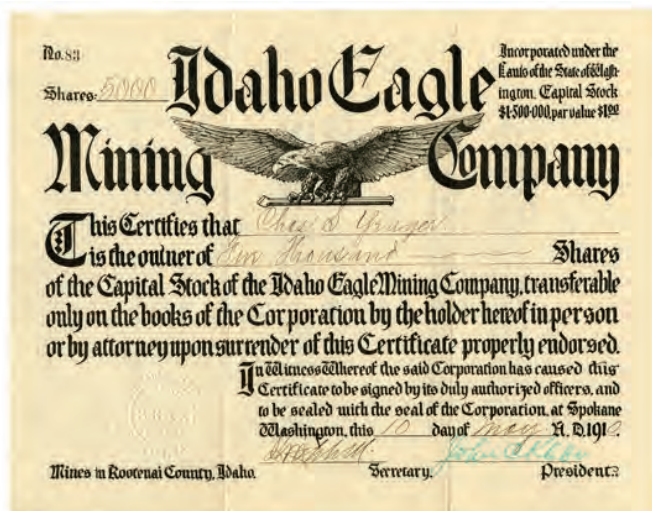 No. 83
Shares: 5000
Idaho Eagle
Mining Company
Incorporated under the
Laws of the State of Wash-
ington. Capital Stock
$1·500·000, par value $1.00
This Certifies that Chas S
is the owner of Thousand Shares
of the Capital Stock of the Idaho Eagle Mining Company, transferable
only on the books of the Corporation by the holder hereof in person
or by attorney upon surrender of this Certificate properly endorsed.
In Witness Whereof the said Corporation has caused this
Certificate to be signed by its duly authorized officers, and
to be sealed with the seal of the Corporation, at Spokane
Washington, this 10 day of May A. D. 1910.
John
Mines in Kootenai County, Idaho. Secretary. President.